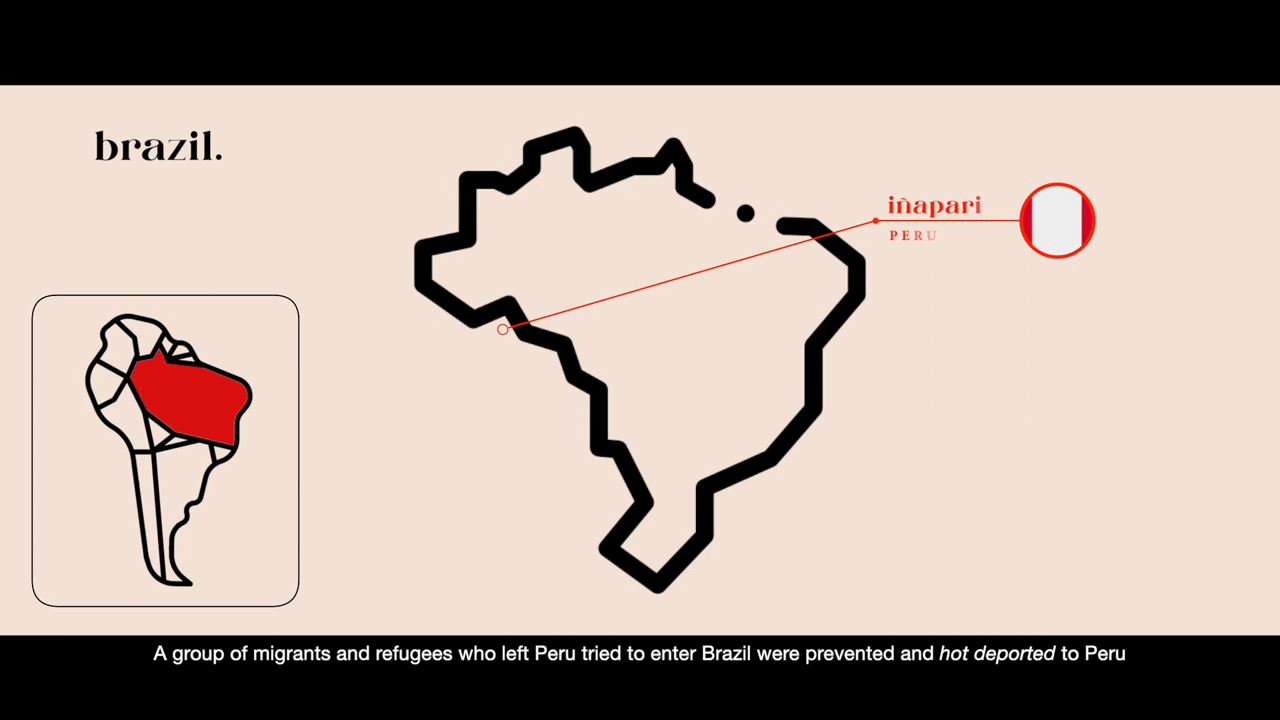 brazil.
iñapari
PERU
A group of migrants and refugees who left Peru tried to enter Brazil were prevented and hot deported to Peru